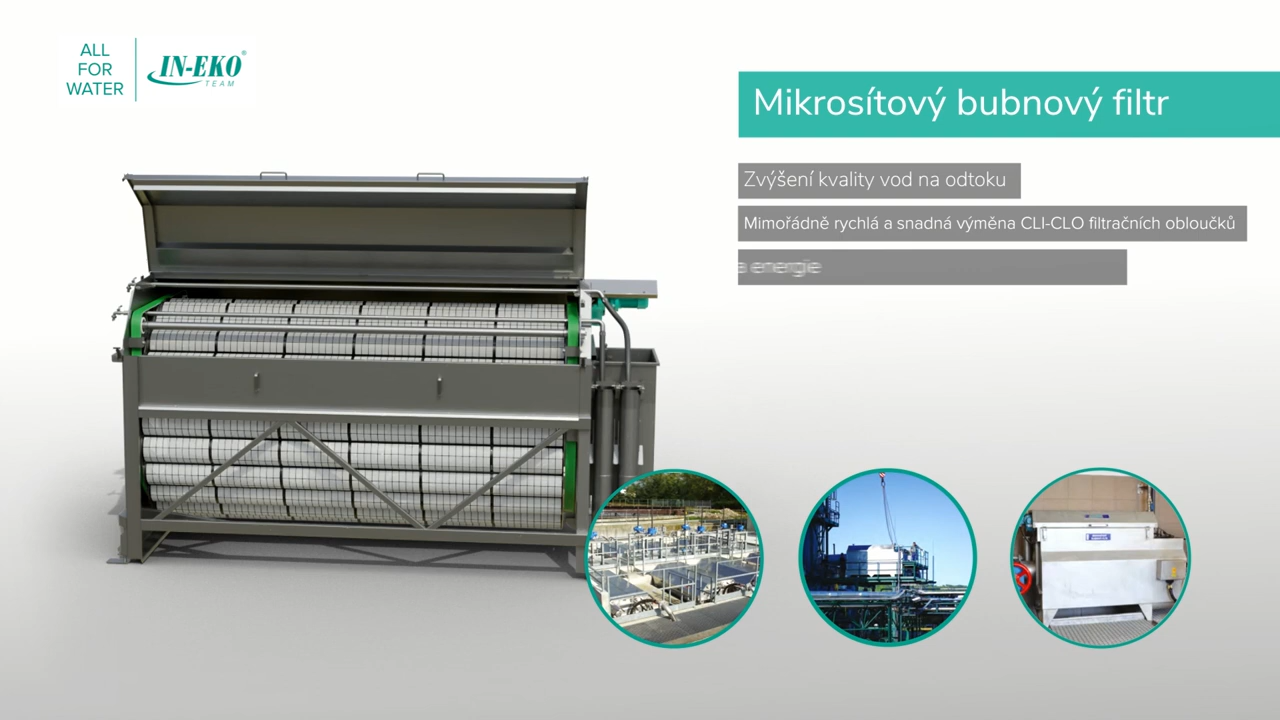 ALL
FOR
WATER
IN-EKO®
TEAM
Mikrosítový bubnový filtr
Zvýšení kvality vod na odtoku
Mimořádně rychlá a snadná výměna CLI-CLO filtračních obloučků
a energie